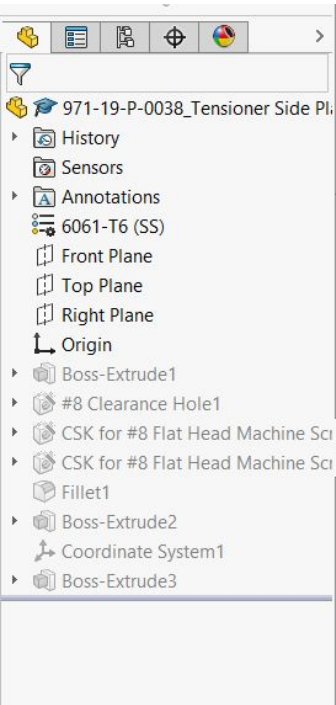 971-19-P-0038_Tensioner Side Pla
History
Sensors
Annotations
6061-T6 (SS)
Front Plane
Top Plane
Right Plane
Origin
Boss-Extrude1
#8 Clearance Hole1
CSK for #8 Flat Head Machine Scr
CSK for #8 Flat Head Machine Scr
Fillet1
Boss-Extrude2
Coordinate System1
Boss-Extrude3